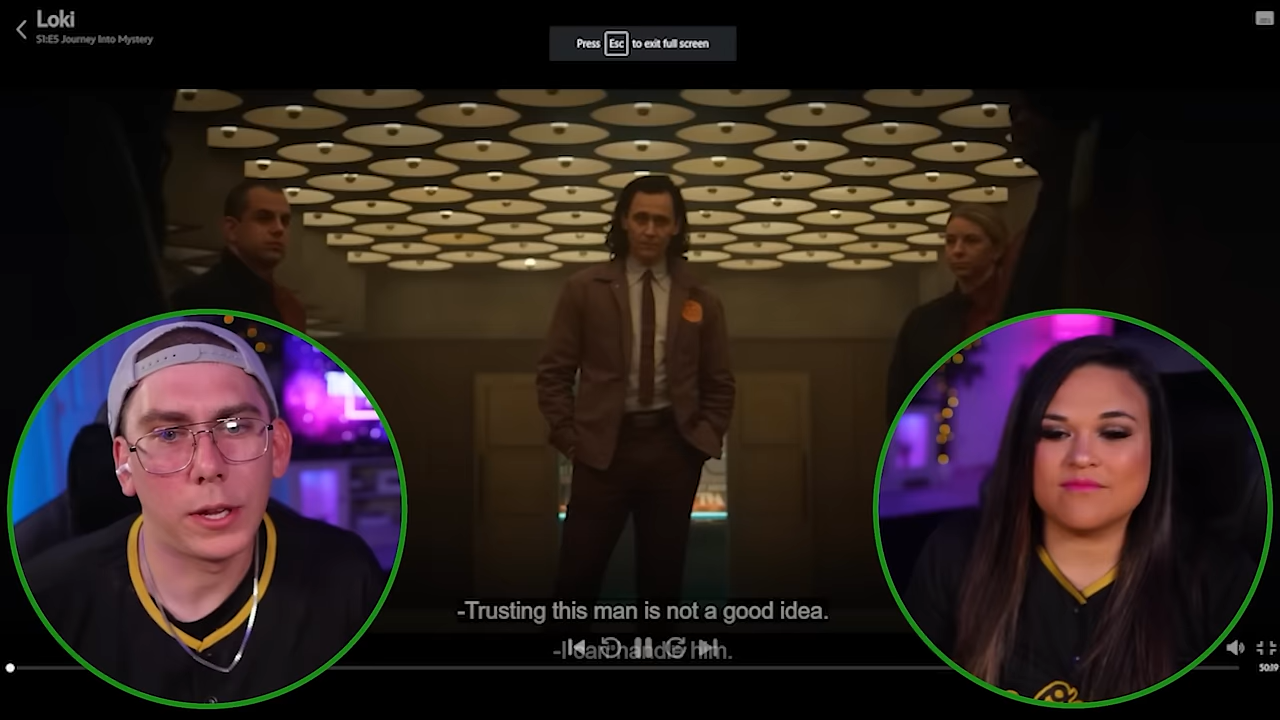 Loki
S1:E5 Journey Into Mystery
Press Esc to exit full screen
-Trusting this man is not a good idea.
-I can handle him.
50:19